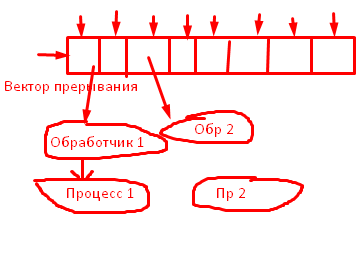 Вектор прерывания
Обр 2
Обработчик 1
Процесс 1
Пр 2